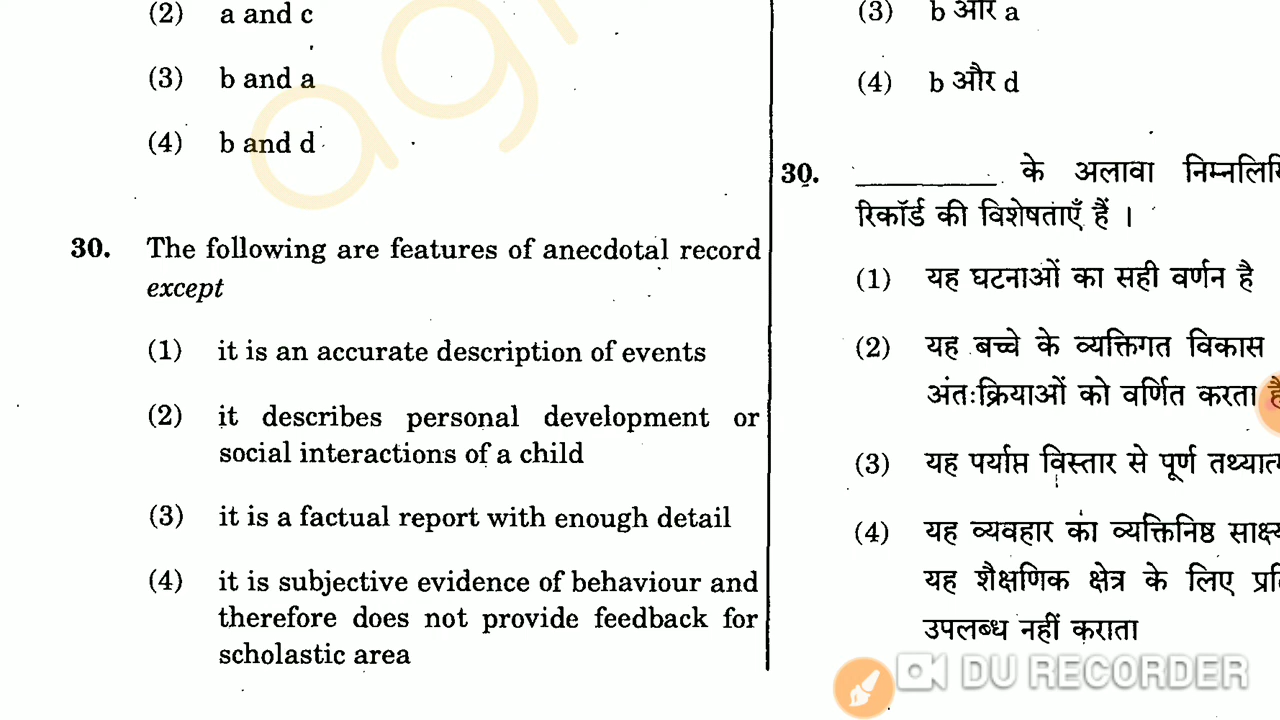 (2) a and c
(3) b and a
(4) b and d
30. The following are features of anecdotal record
except
(1) it is an accurate description of events
(2) it describes personal development or
social interactions of a child
(3) it is a factual report with enough detail
(4) it is subjective evidence of behaviour and
therefore does not provide feedback for
scholastic area
(3) b और a
(4) b और d
30. __________ के अलावा
रिकॉर्ड की विशेषताएँ हैं ।
(1) यह घटनाओं का सही वर्णन है
(2) यह बच्चे के व्यक्तिगत विकास
अंतःक्रियाओं को वर्णित करता है
(3) यह पर्याप्त विस्तार से पूर्ण
(4) यह व्यवहार का व्यक्तिनिष्ठ
यह शैक्षणिक क्षेत्र के लिए
उपलब्ध नहीं कराता
DU RECORDER